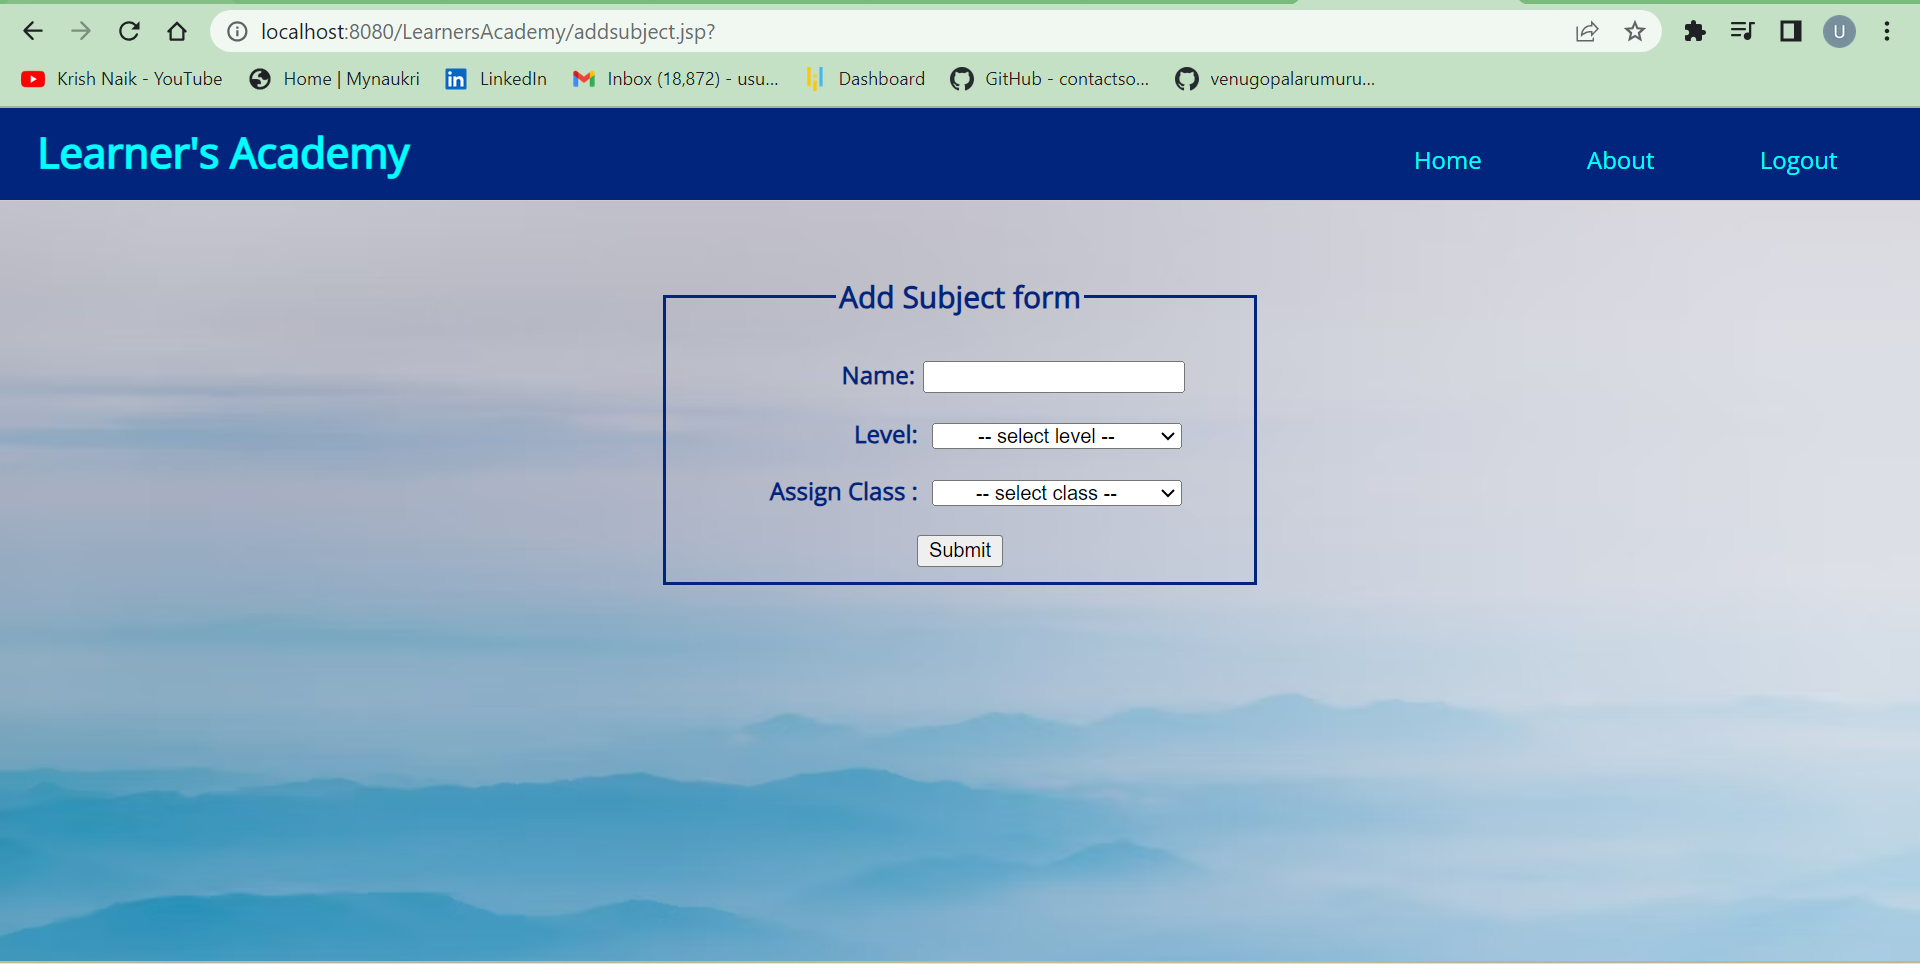 localhost:8080/LearnersAcademy/addsubject.jsp?
U
Krish Naik - YouTube Home | Mynaukri LinkedIn Inbox (18,872) - usu... Dashboard GitHub - contactso... venugopalarumuru...
Learner's Academy Home About Logout
Add Subject form
Name:
Level: -- select level --
Assign Class : -- select class --
Submit